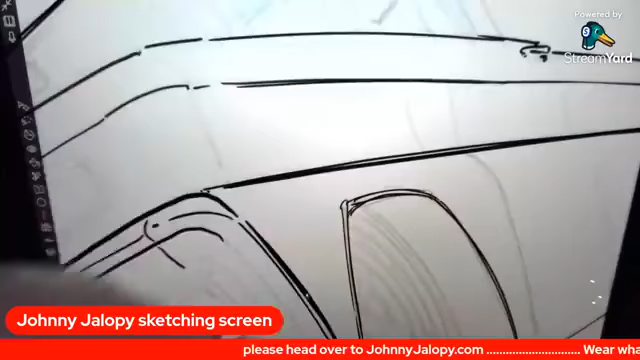 Powered by
StreamYard
Johnny Jalopy sketching screen
please head over to JohnnyJalopy.com ............................... Wear wha